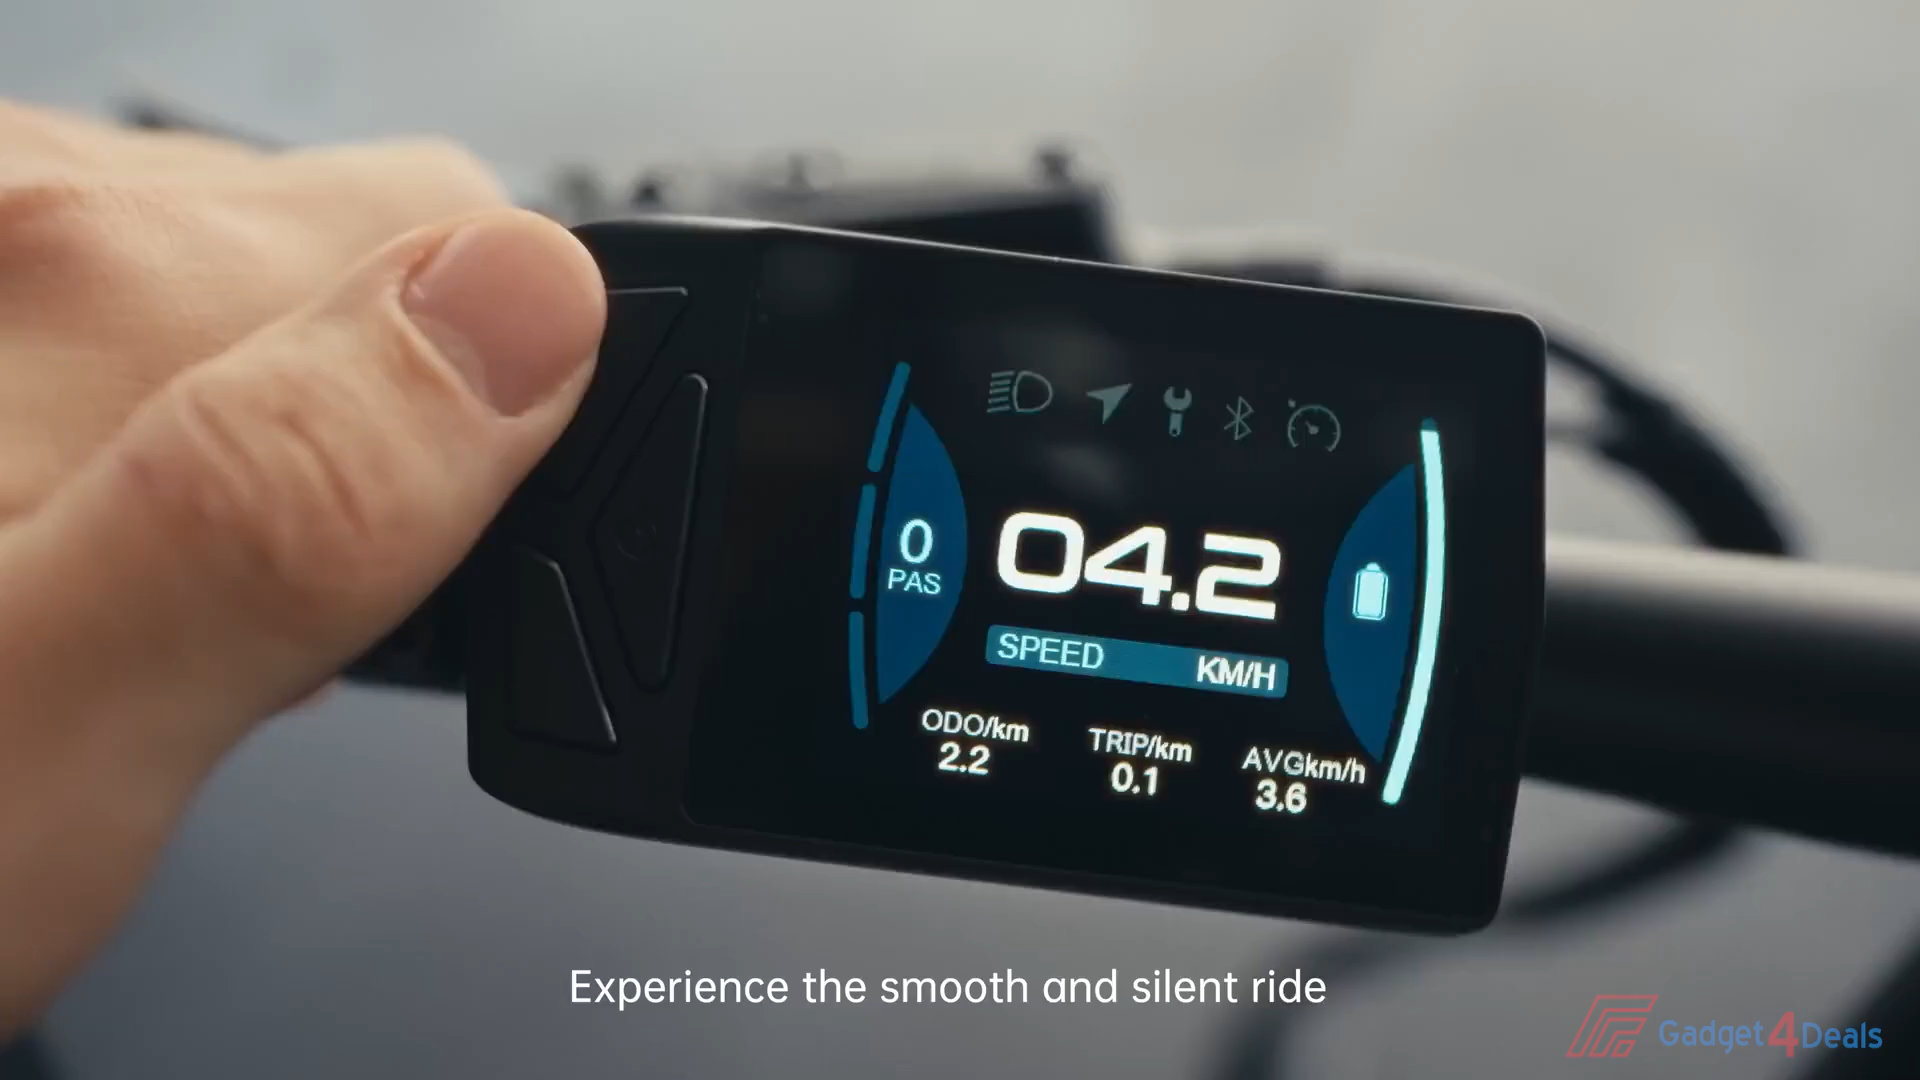 0
PAS
04.2
SPEED KM/H
ODO/km TRIP/km AVGkm/h
2.2 0.1 3.6
Experience the smooth and silent ride
Gadget4Deals